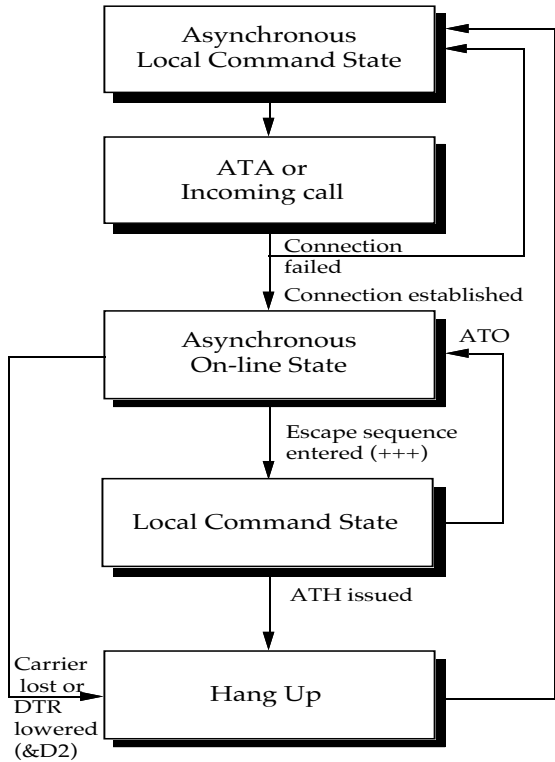 Asynchronous
Local Command State
ATA or
Incoming call
Connection
failed
Connection established
Asynchronous
On-line State
ATO
Escape sequence
entered (+++)
Local Command State
ATH issued
Carrier
lost or
DTR
lowered
(&D2)
Hang Up